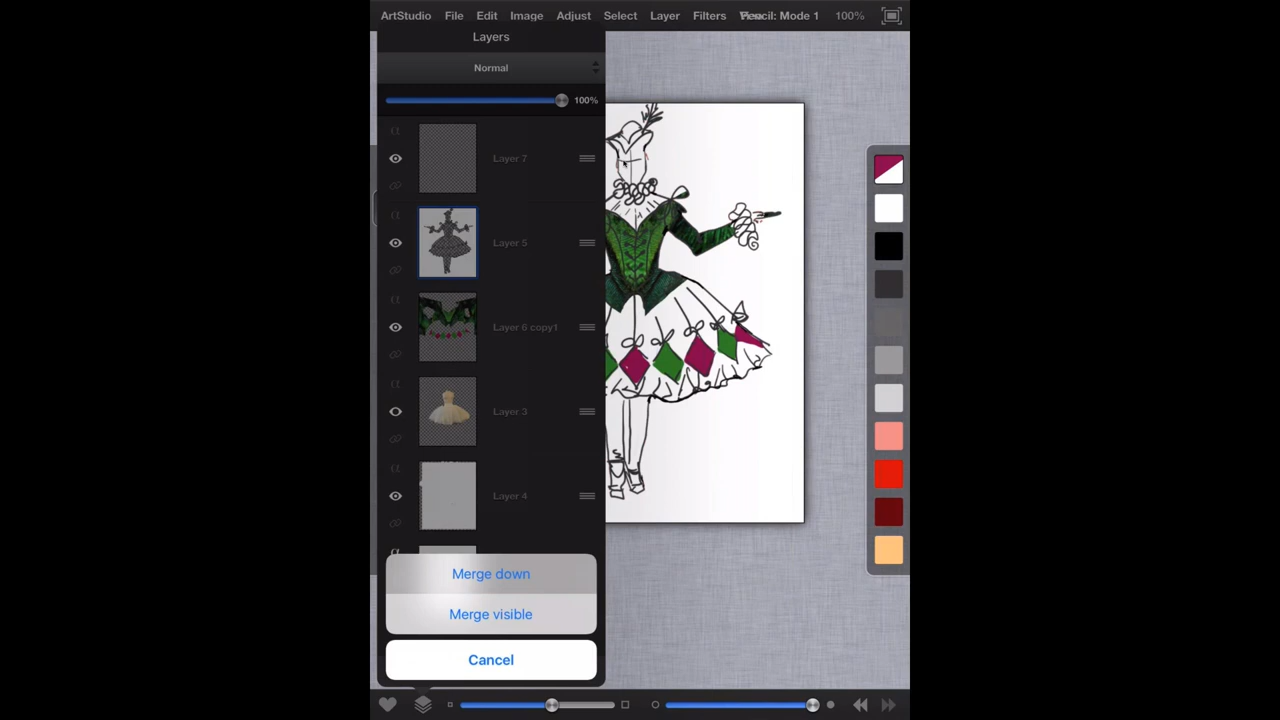 ArtStudio File Edit Image Adjust Select Layer Filters Pencil: Mode 1 100%
Layers
Normal
100%
Layer 7
Layer 5
Layer 6 copy1
Layer 3
Layer 4
Merge down
Merge visible
Cancel